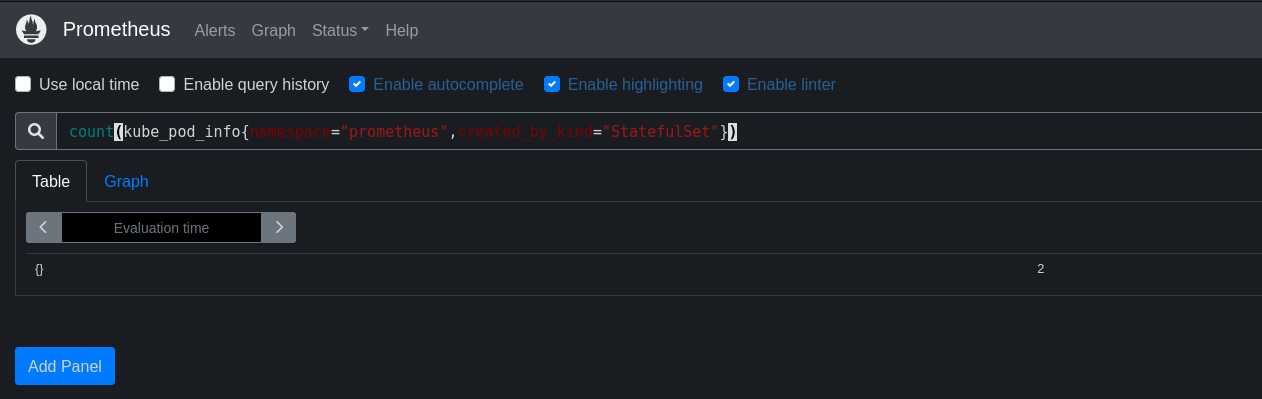 Prometheus Alerts Graph Status Help
Use local time Enable query history Enable autocomplete Enable highlighting Enable linter
count(kube_pod_info{namespace="prometheus",created_by_kind="StatefulSet"})
Table Graph
Evaluation time
{} 2
Add Panel